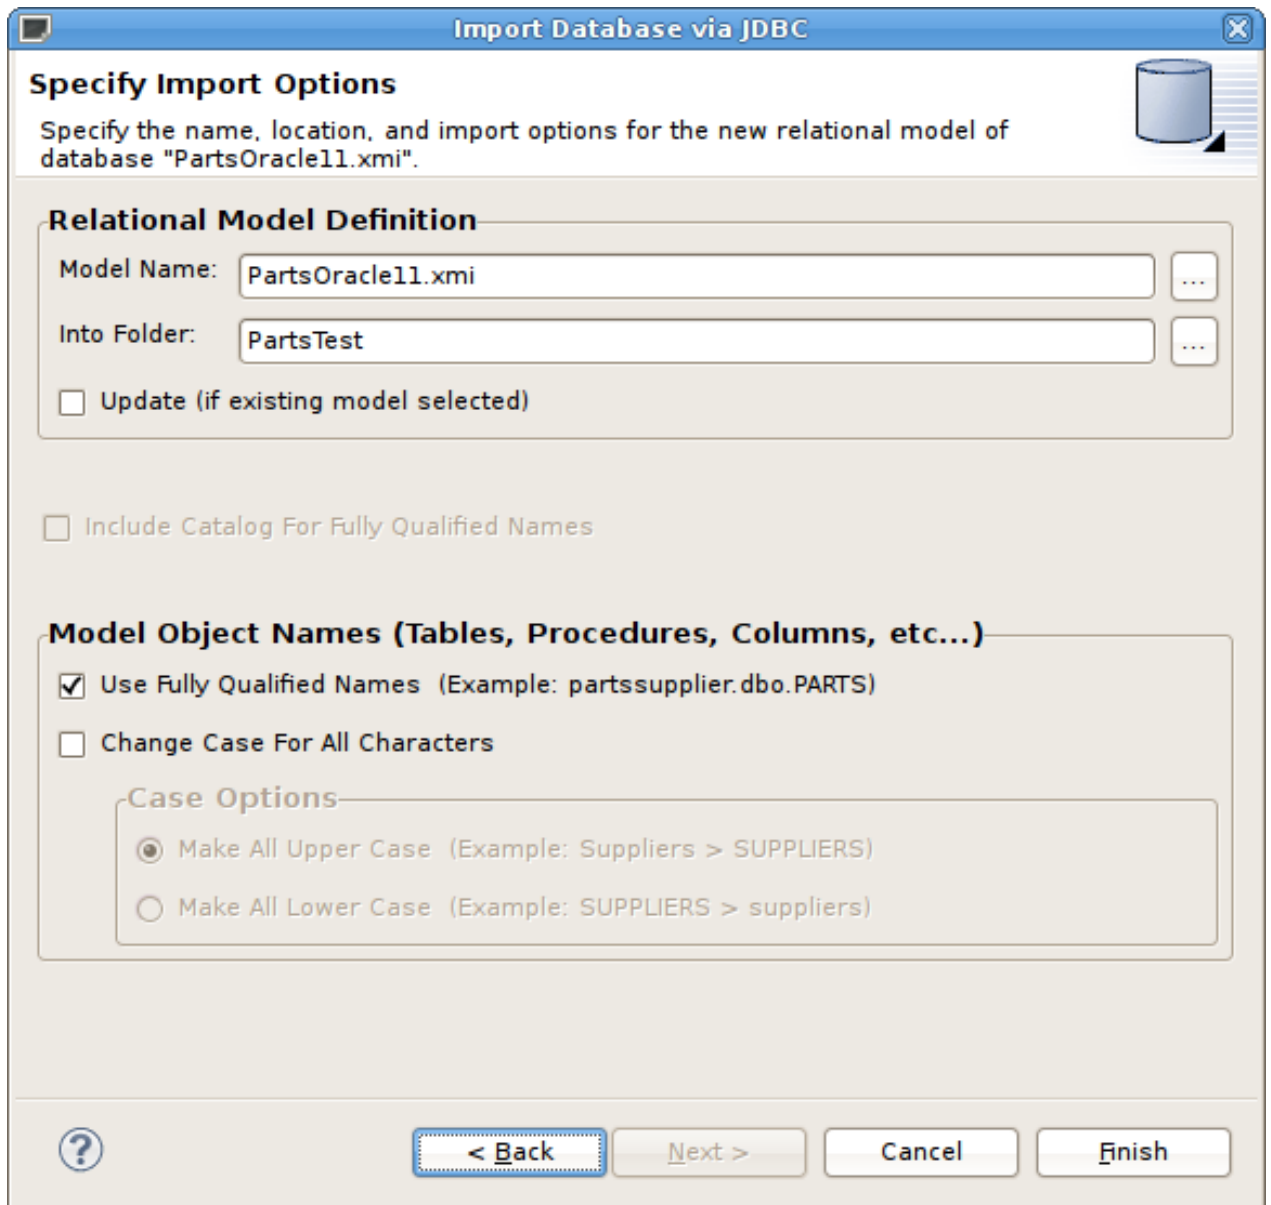 Import Database via JDBC
Specify Import Options
Specify the name, location, and import options for the new relational model of
database "PartsOracle11.xmi".
Relational Model Definition
Model Name: PartsOracle11.xmi ...
Into Folder: PartsTest ...
Update (if existing model selected)
Include Catalog For Fully Qualified Names
Model Object Names (Tables, Procedures, Columns, etc...)
Use Fully Qualified Names (Example: partssupplier.dbo.PARTS)
Change Case For All Characters
Case Options
Make All Upper Case (Example: Suppliers > SUPPLIERS)
Make All Lower Case (Example: SUPPLIERS > suppliers)
? < Back Next > Cancel Finish